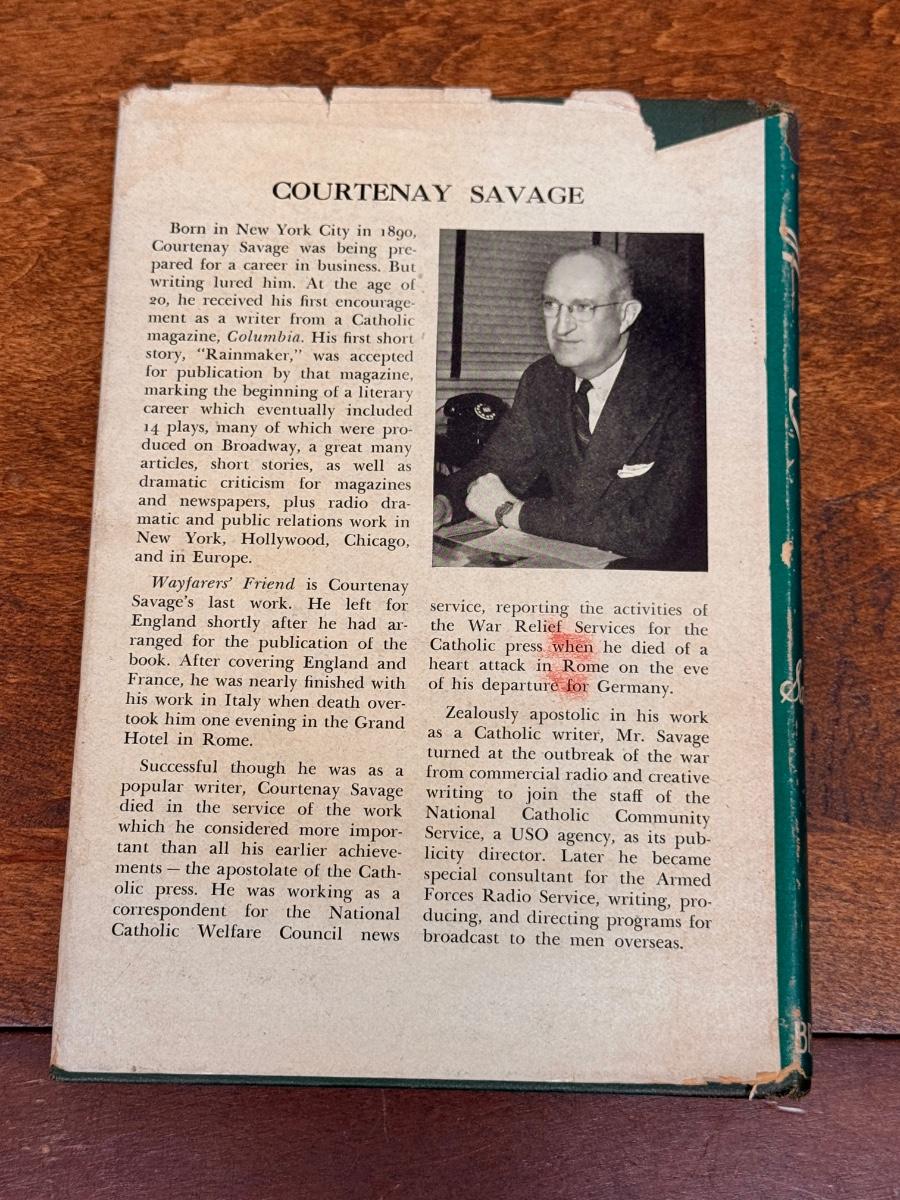 COURTENAY SAVAGE
Born in New York City in 1890,
Courtenay Savage was being pre-
pared for a career in business. But
writing lured him. At the age of
20, he received his first encourage-
ment as a writer from a Catholic
magazine, Columbia. His first short
story, "Rainmaker," was accepted
for publication by that magazine,
marking the beginning of a literary
career which eventually included
14 plays, many of which were pro-
duced on Broadway, a great many
articles, short stories, as well as
dramatic criticism for magazines
and newspapers, plus radio dra-
matic and public relations work in
New York, Hollywood, Chicago,
and in Europe.
Wayfarers' Friend is Courtenay
Savage's last work. He left for
England shortly after he had ar-
ranged for the publication of the
book. After covering England and
France, he was nearly finished with
his work in Italy when death over-
took him one evening in the Grand
Hotel in Rome.
Successful though he was as a
popular writer, Courtenay Savage
died in the service of the work
which he considered more impor-
tant than all his earlier achieve-
ments — the apostolate of the Cath-
olic press. He was working as a
correspondent for the National
Catholic Welfare Council news
service, reporting the activities of
the War Relief Services for the
Catholic press when he died of a
heart attack in Rome on the eve
of his departure for Germany.
Zealously apostolic in his work
as a Catholic writer, Mr. Savage
turned at the outbreak of the war
from commercial radio and creative
writing to join the staff of the
National Catholic Community
Service, a USO agency, as its pub-
licity director. Later he became
special consultant for the Armed
Forces Radio Service, writing, pro-
ducing, and directing programs for
broadcast to the men overseas.